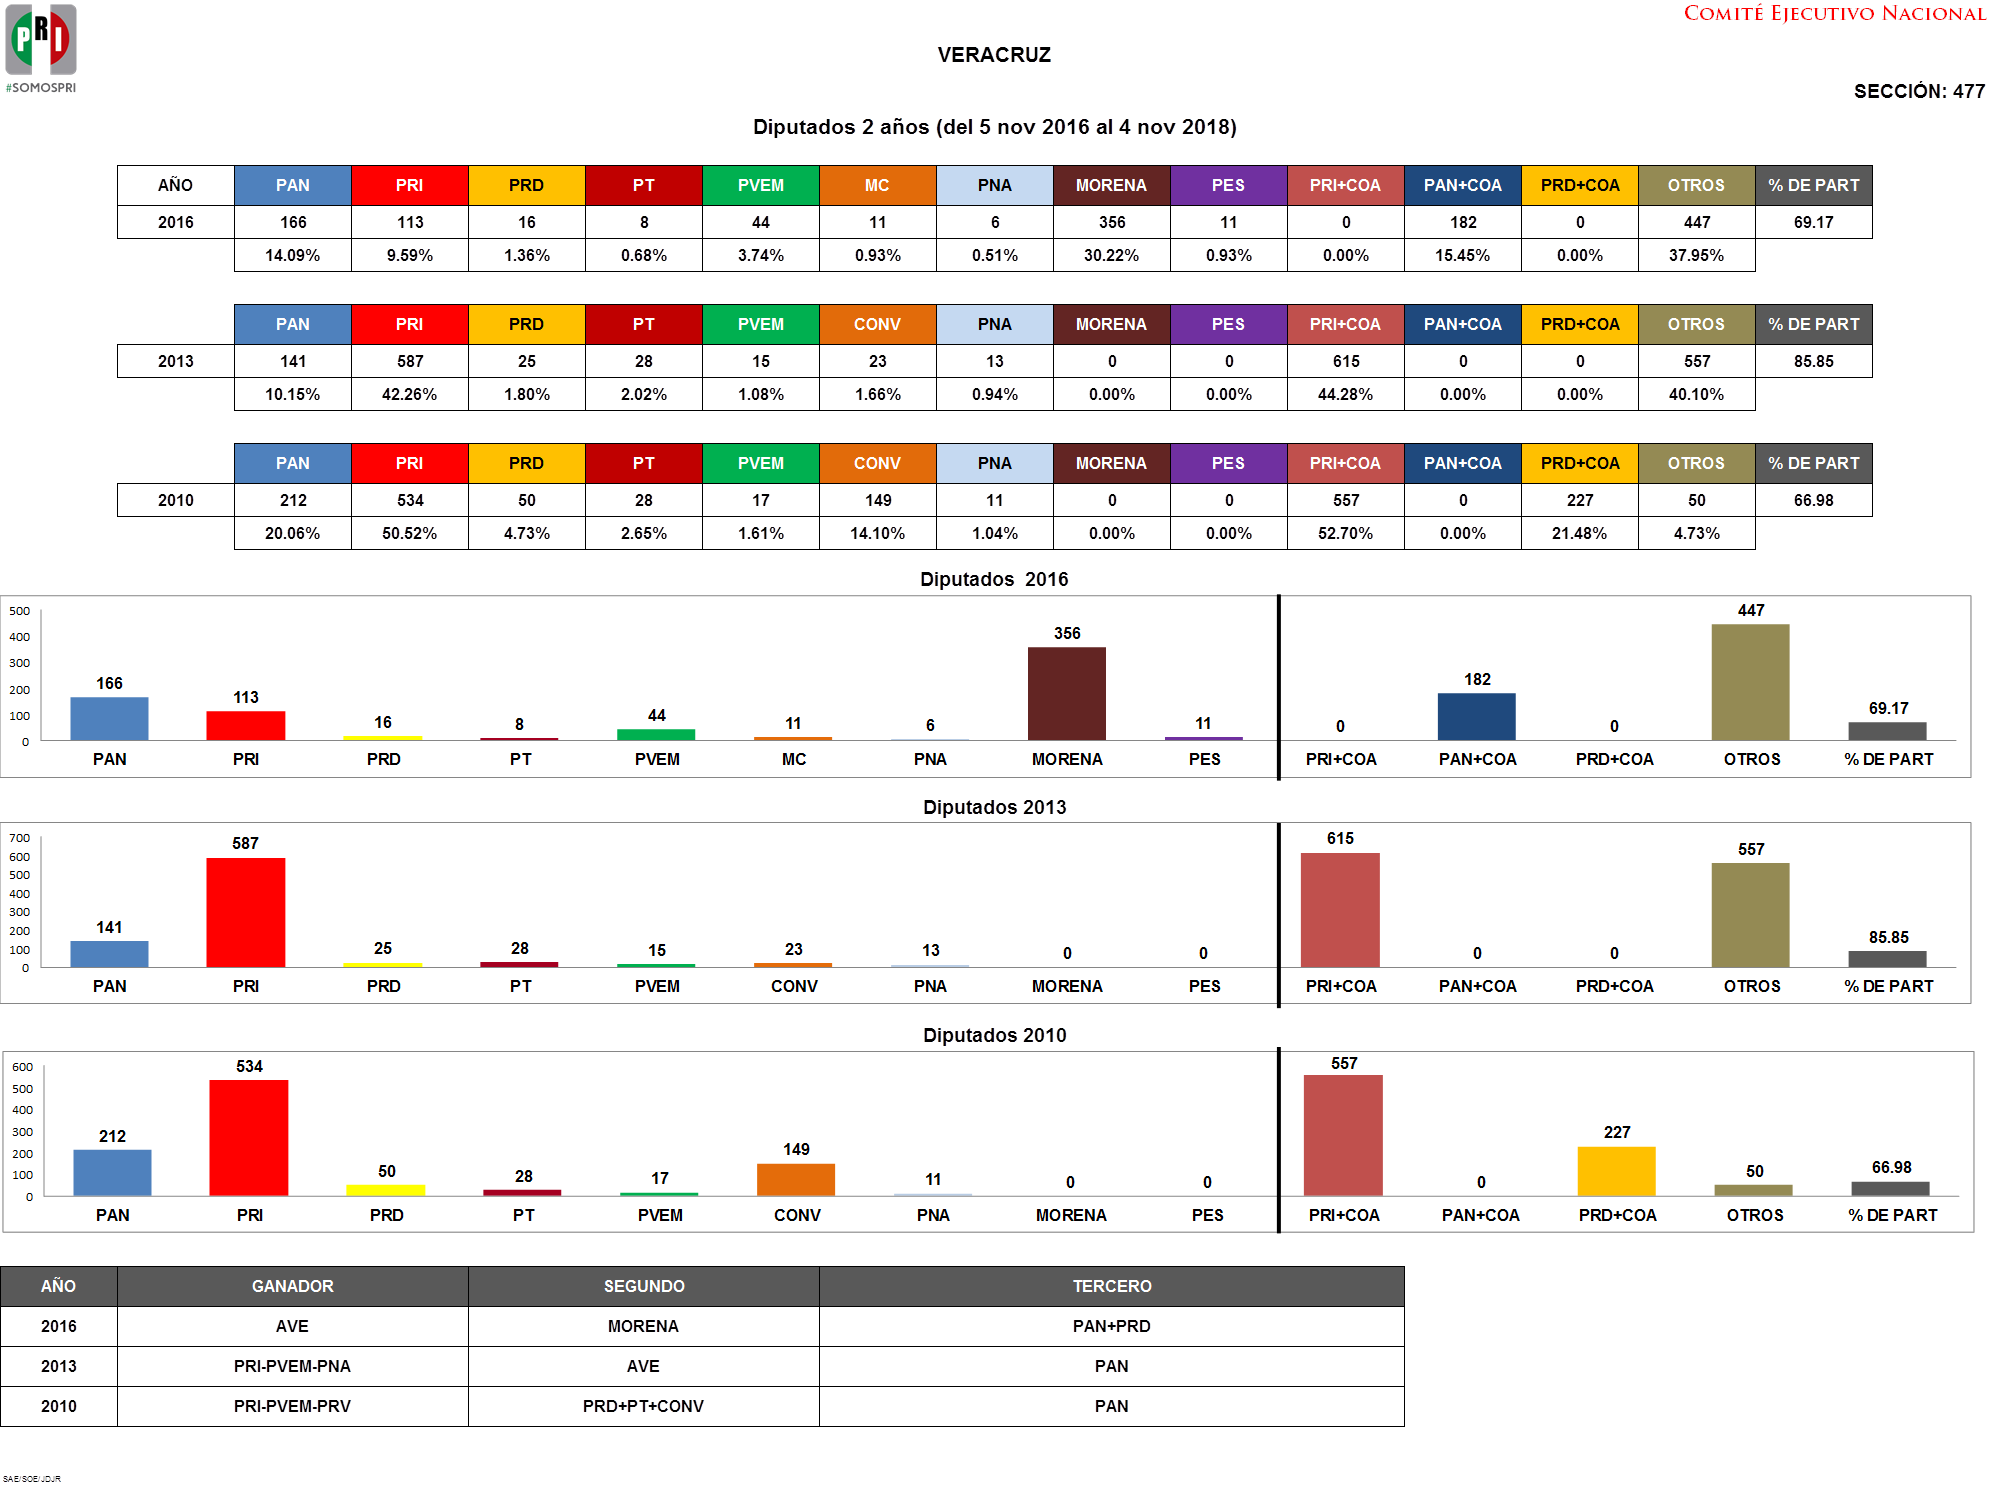 PRI
#SOMOSPRI
COMITÉ EJECUTIVO NACIONAL
VERACRUZ
SECCIÓN: 477
Diputados 2 años (del 5 nov 2016 al 4 nov 2018)
AÑO PAN PRI PRD PT PVEM MC PNA MORENA PES PRI+COA PAN+COA PRD+COA OTROS % DE PART
2016 166 113 16 8 44 11 6 356 11 0 182 0 447 69.17
14.09% 9.59% 1.36% 0.68% 3.74% 0.93% 0.51% 30.22% 0.93% 0.00% 15.45% 0.00% 37.95%
PAN PRI PRD PT PVEM CONV PNA MORENA PES PRI+COA PAN+COA PRD+COA OTROS % DE PART
2013 141 587 25 28 15 23 13 0 0 615 0 0 557 85.85
10.15% 42.26% 1.80% 2.02% 1.08% 1.66% 0.94% 0.00% 0.00% 44.28% 0.00% 0.00% 40.10%
PAN PRI PRD PT PVEM CONV PNA MORENA PES PRI+COA PAN+COA PRD+COA OTROS % DE PART
2010 212 534 50 28 17 149 11 0 0 557 0 227 50 66.98
20.06% 50.52% 4.73% 2.65% 1.61% 14.10% 1.04% 0.00% 0.00% 52.70% 0.00% 21.48% 4.73%
Diputados 2016
500
400
300
200
100
0
166 113 16 8 44 11 6 356 11 0 182 0 447 69.17
PAN PRI PRD PT PVEM MC PNA MORENA PES PRI+COA PAN+COA PRD+COA OTROS % DE PART
Diputados 2013
700
600
500
400
300
200
100
0
141 587 25 28 15 23 13 0 0 615 0 0 557 85.85
PAN PRI PRD PT PVEM CONV PNA MORENA PES PRI+COA PAN+COA PRD+COA OTROS % DE PART
Diputados 2010
600
500
400
300
200
100
0
212 534 50 28 17 149 11 0 0 557 0 227 50 66.98
PAN PRI PRD PT PVEM CONV PNA MORENA PES PRI+COA PAN+COA PRD+COA OTROS % DE PART
AÑO GANADOR SEGUNDO TERCERO
2016 AVE MORENA PAN+PRD
2013 PRI-PVEM-PNA AVE PAN
2010 PRI-PVEM-PRV PRD+PT+CONV PAN
SAE/SOE/JDJR